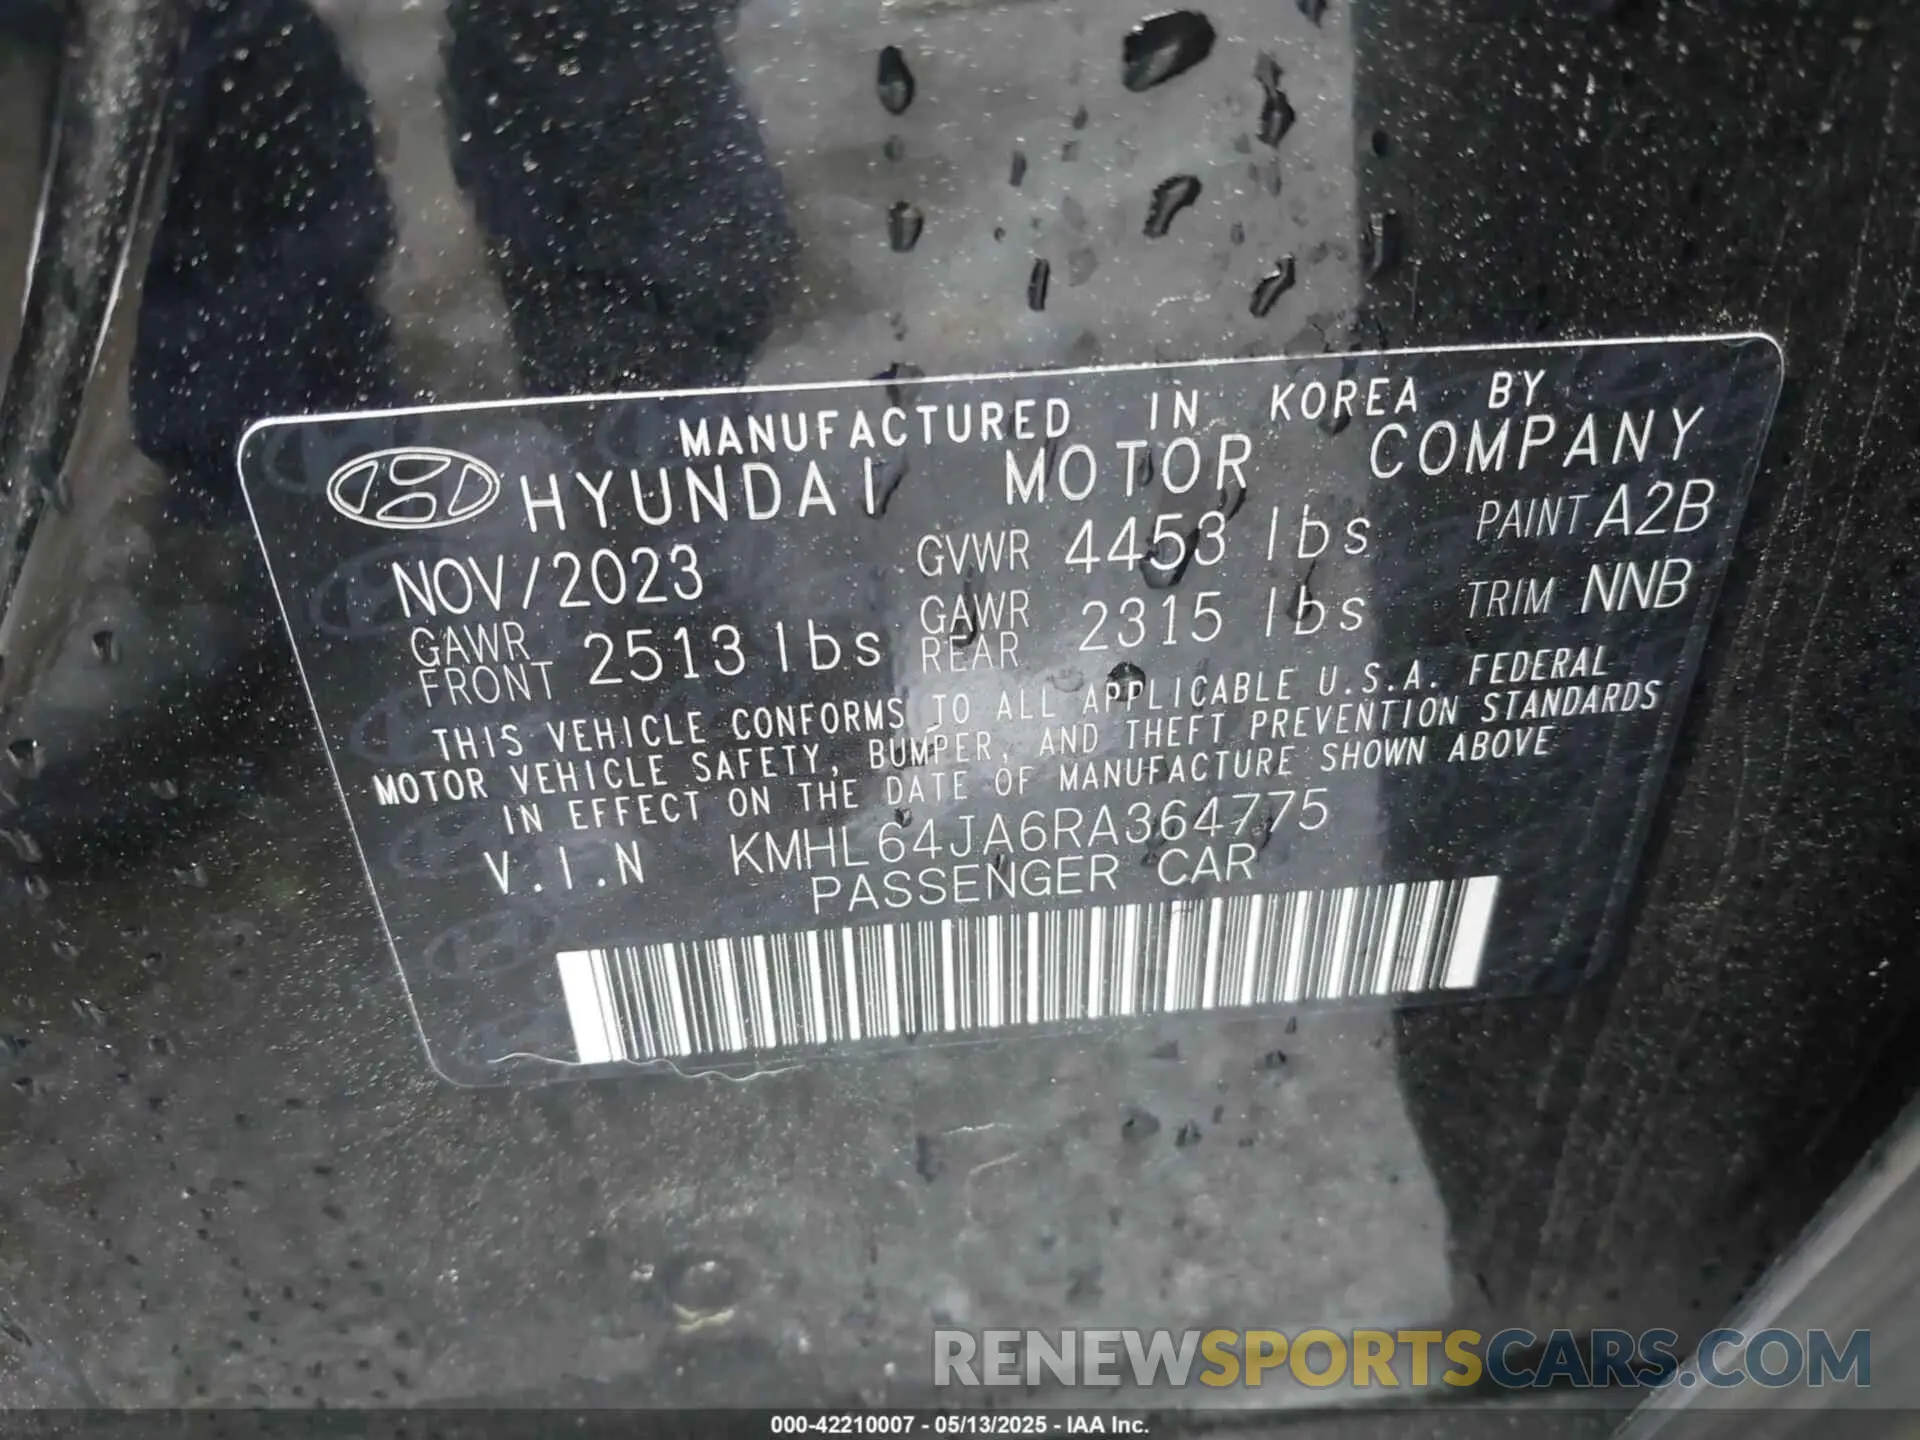 MANUFACTURED IN KOREA BY
HYUNDAI MOTOR COMPANY
NOV/2023 GVWR 4453 lbs PAINT A2B
GAWR FRONT 2513 lbs GAWR REAR 2315 lbs TRIM NNB
THIS VEHICLE CONFORMS TO ALL APPLICABLE U.S.A. FEDERAL
MOTOR VEHICLE SAFETY, BUMPER, AND THEFT PREVENTION STANDARDS
IN EFFECT ON THE DATE OF MANUFACTURE SHOWN ABOVE
V.I.N KMHL64JA6RA364775
PASSENGER CAR
RENEWSPORTSCARS.COM
000-42210007 - 05/13/2025 - IAA Inc.